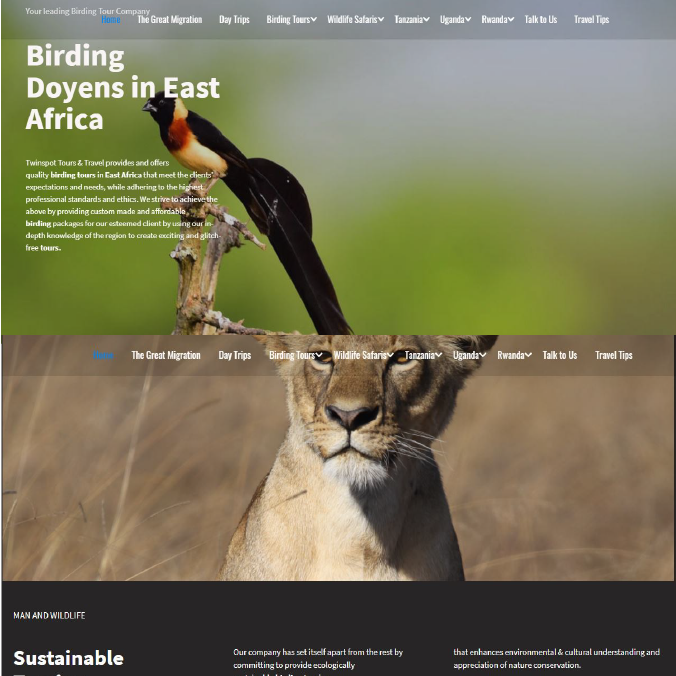 Your leading Birding Tour Company
Home The Great Migration Day Trips Birding Tours Wildlife Safaris Tanzania Uganda Rwanda Talk to Us Travel Tips
Birding
Doyens in East
Africa
Twinspot Tours & Travel provides and offers
quality birding tours in East Africa that meet the clients'
expectations and needs, while adhering to the highest
professional standards and ethics. We strive to achieve the
above by providing custom made and affordable
birding packages for our esteemed client by using our in-
depth knowledge of the region to create exciting and glitch-
free tours.
Home The Great Migration Day Trips Birding Tours Wildlife Safaris Tanzania Uganda Rwanda Talk to Us Travel Tips
MAN AND WILDLIFE
Sustainable
Our company has set itself apart from the rest by
committing to provide ecologically
that enhances environmental & cultural understanding and
appreciation of nature conservation.